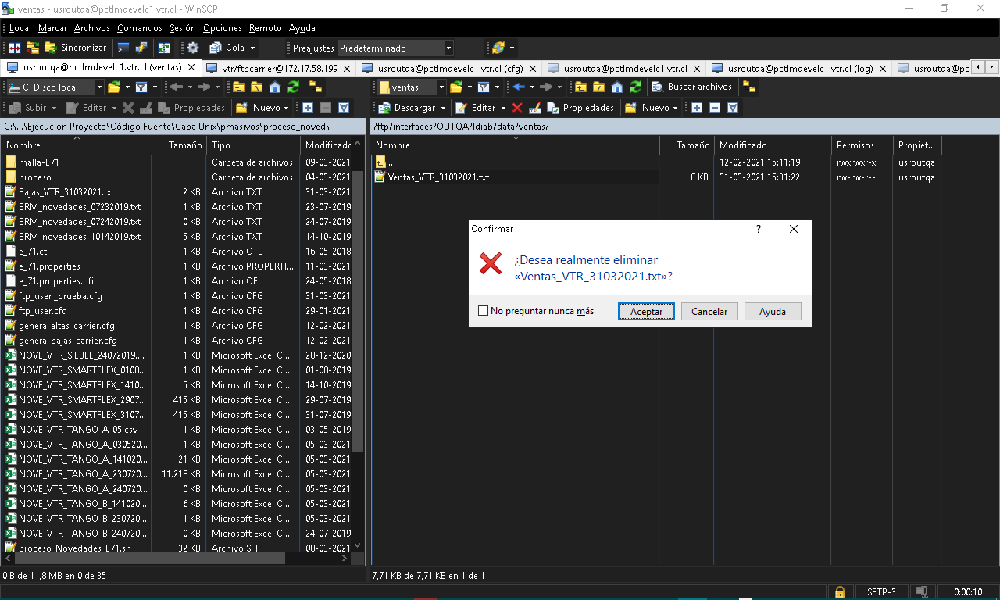 ventas - usroutqa@pctlmdevelc1.vtr.cl - WinSCP
Local Marcar Archivos Comandos Sesión Opciones Remoto Ayuda
Sincronizar Cola Preajustes Predeterminado
usroutqa@pctlmdevelc1.vtr.cl (ventas) vtr/ftpcarrier@172.17.58.199 usroutqa@pctlmdevelc1.vtr.cl (cfg) usroutqa@pctlmdevelc1.vtr.cl usroutqa@pctlmdevelc1.vtr.cl (log) usroutqa@pct
C: Disco local ventas Buscar archivos
Subir Editar Propiedades Nuevo Descargar Editar Propiedades Nuevo
C:\...\Ejecución Proyecto\Código Fuente\Capa Unix\pmasivos\proceso_noved\ /ftp/interfaces/OUTQA/Idiab/data/ventas/
Nombre Tamaño Tipo Modificado Nombre Tamaño Modificado Permisos Propiet...
malla-E71 Carpeta de archivos 09-03-2021 .. 12-02-2021 15:11:19 rwxrwxr-x usroutqa
proceso Carpeta de archivos 04-03-2021 Ventas_VTR_31032021.txt 8 KB 31-03-2021 15:31:22 rw-rw-r-- usroutqa
Bajas_VTR_31032021.txt 2 KB Archivo TXT 31-03-2021
BRM_novedades_07232019.txt 1 KB Archivo TXT 23-07-2019
BRM_novedades_07242019.txt 0 KB Archivo TXT 24-07-2019
BRM_novedades_10142019.txt 5 KB Archivo TXT 14-10-2019
e_71.ctl 1 KB Archivo CTL 16-05-2018
e_71.properties 1 KB Archivo PROPERTI... 11-03-2021
e_71.properties.ofi 1 KB Archivo OFI 24-05-2018
ftp_user _prueba.cfg 1 KB Archivo CFG 31-03-2021
ftp_user.cfg 1 KB Archivo CFG 29-01-2021
genera_altas_carrier.cfg 1 KB Archivo CFG 12-02-2021
genera_bajas_carrier.cfg 1 KB Archivo CFG 12-02-2021
NOVE_VTR_SIEBEL_24072019.... 1 KB Microsoft Excel C... 28-12-2020
NOVE_VTR_SMARTFLEX_0108... 1 KB Microsoft Excel C... 01-08-2019
NOVE_VTR_SMARTFLEX_1410... 5 KB Microsoft Excel C... 14-10-2019
NOVE_VTR_SMARTFLEX_2907... 415 KB Microsoft Excel C... 29-07-2019
NOVE_VTR_SMARTFLEX_3107... 415 KB Microsoft Excel C... 31-07-2019
NOVE_VTR_TANGO_A_05.csv 1 KB Microsoft Excel C... 03-05-2019
NOVE_VTR_TANGO_A_030520... 1 KB Microsoft Excel C... 05-03-2021
NOVE_VTR_TANGO_A_141020... 21 KB Microsoft Excel C... 05-03-2021
NOVE_VTR_TANGO_A_230720... 11.218 KB Microsoft Excel C... 05-03-2021
NOVE_VTR_TANGO_A_240720... 0 KB Microsoft Excel C... 05-03-2021
NOVE_VTR_TANGO_B_141020... 6 KB Microsoft Excel C... 05-03-2021
NOVE_VTR_TANGO_B_230720... 1 KB Microsoft Excel C... 05-03-2021
NOVE_VTR_TANGO_B_240720... 0 KB Microsoft Excel C... 24-07-2019
proceso_Novedades_E71.sh 32 KB Archivo SH 08-03-2021
Confirmar ?
¿Desea realmente eliminar
«Ventas_VTR_31032021.txt»?
No preguntar nunca más Aceptar Cancelar Ayuda
0 B de 11,8 MB en 0 de 35 7,71 KB de 7,71 KB en 1 de 1
SFTP-3 0:00:10